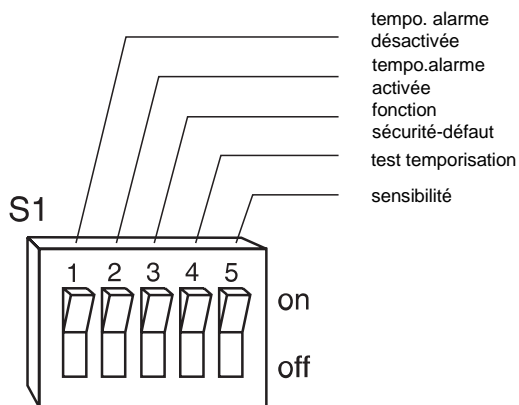 tempo. alarme
désactivée
tempo.alarme
activée
fonction
sécurité-défaut
test temporisation
sensibilité
S1
1 2 3 4 5
on
off